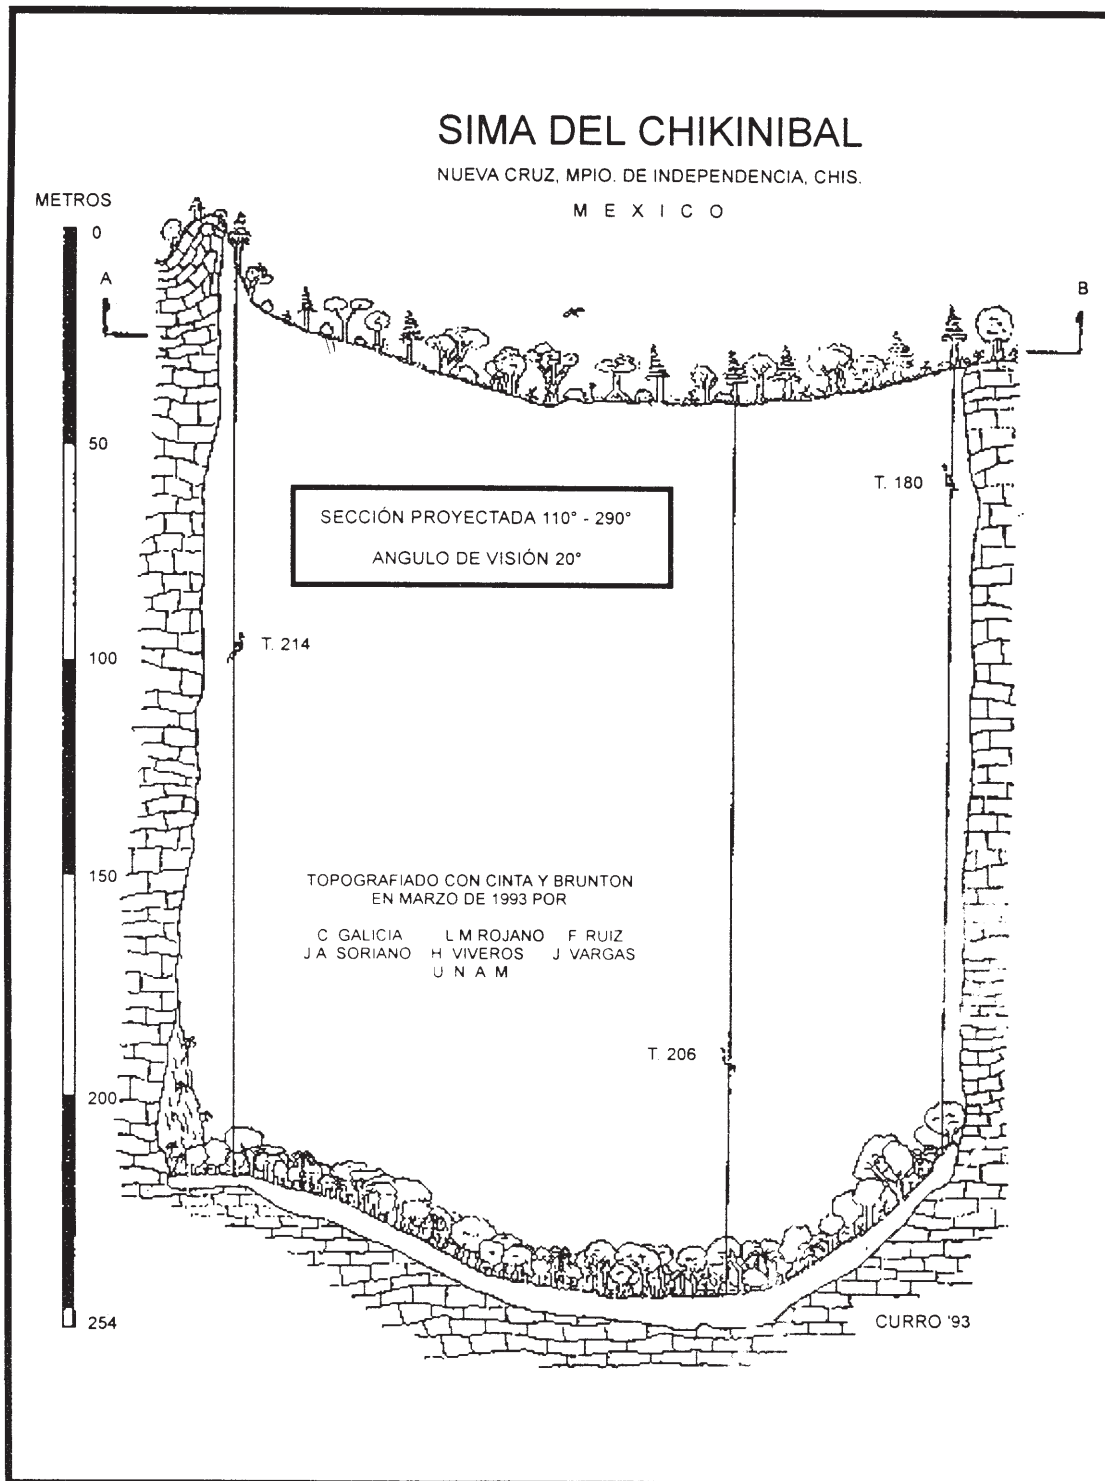 SIMA DEL CHIKINIBAL
NUEVA CRUZ, MPIO. DE INDEPENDENCIA, CHIS.
M E X I C O
METROS
0
A
B
50
T. 180
SECCIÓN PROYECTADA 110° - 290°
ANGULO DE VISIÓN 20°
T. 214
100
150
TOPOGRAFIADO CON CINTA Y BRUNTON
EN MARZO DE 1993 POR
C GALICIA L M ROJANO F RUIZ
J A SORIANO H VIVEROS J VARGAS
U N A M
T. 206
200
254
CURRO '93